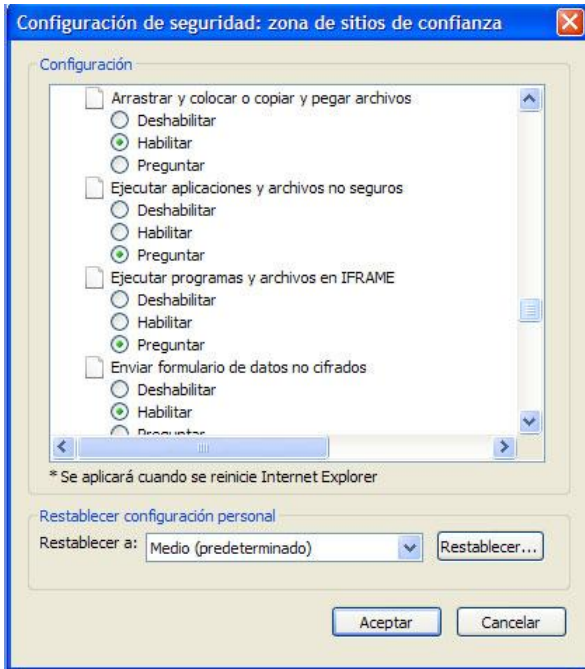 Configuración de seguridad: zona de sitios de confianza
Configuración
Arrastrar y colocar o copiar y pegar archivos
Deshabilitar
Habilitar
Preguntar
Ejecutar aplicaciones y archivos no seguros
Deshabilitar
Habilitar
Preguntar
Ejecutar programas y archivos en IFRAME
Deshabilitar
Habilitar
Preguntar
Enviar formulario de datos no cifrados
Deshabilitar
Habilitar
Preguntar
* Se aplicará cuando se reinicie Internet Explorer
Restablecer configuración personal
Restablecer a: Medio (predeterminado) Restablecer...
Aceptar Cancelar